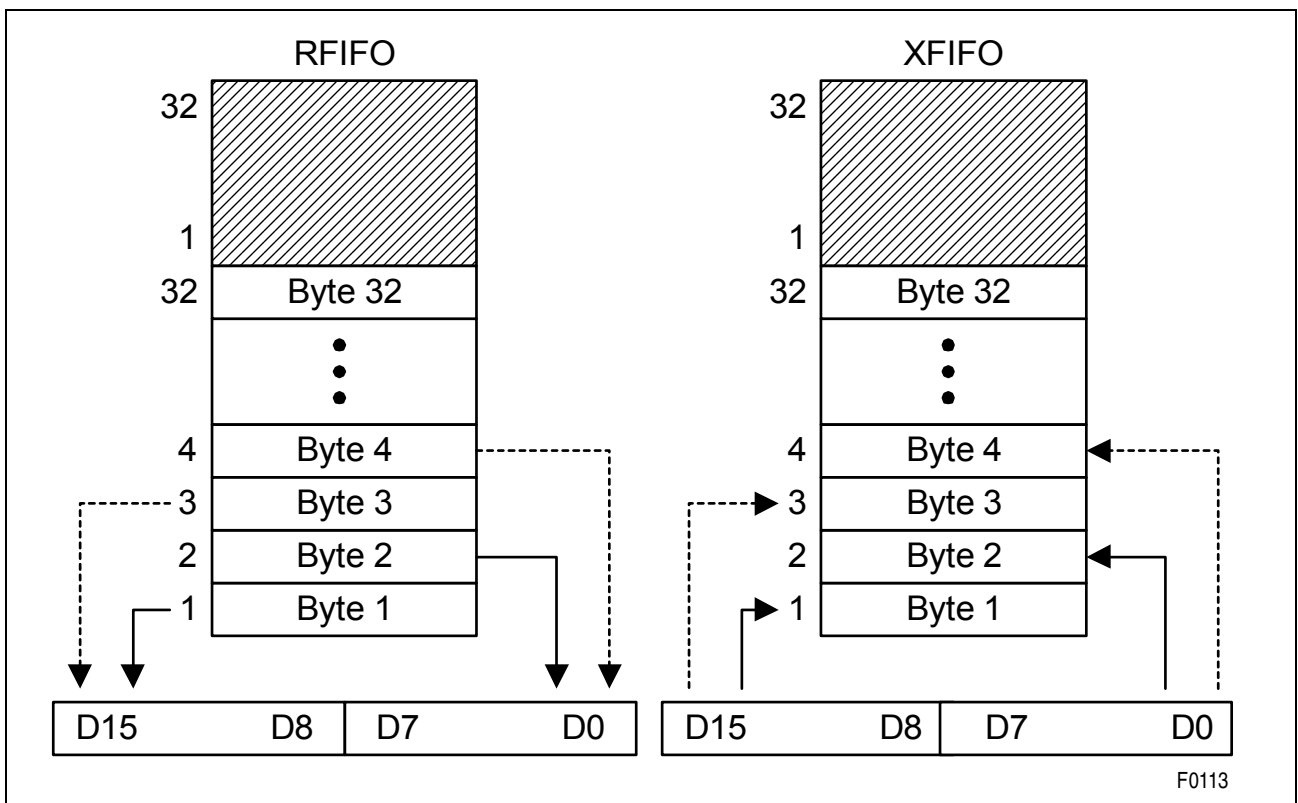 RFIFO XFIFO
32 32
1 1
32 Byte 32 32 Byte 32
4 Byte 4 4 Byte 4
3 Byte 3 3 Byte 3
2 Byte 2 2 Byte 2
1 Byte 1 1 Byte 1
D15 D8 D7 D0 D15 D8 D7 D0
F0113